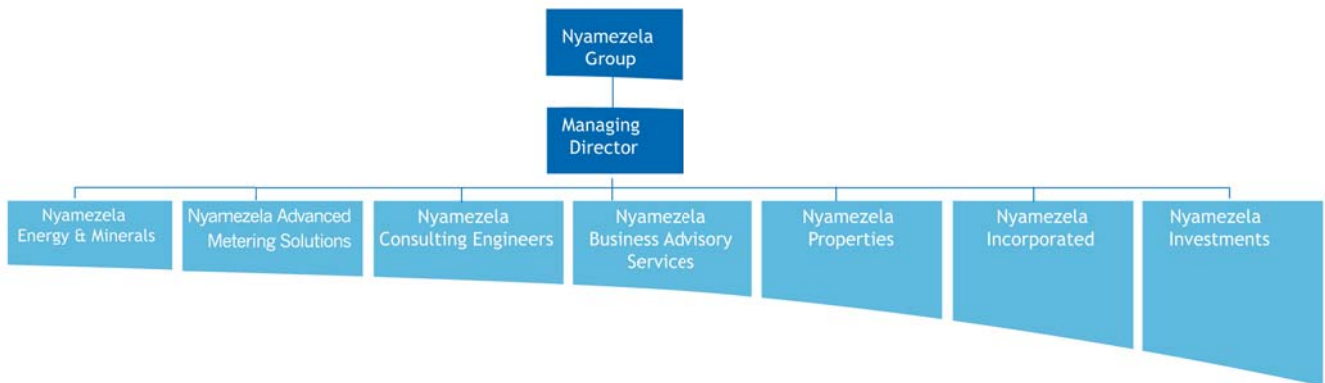 Nyamezela
Group
Managing
Director
Nyamezela
Energy & Minerals
Nyamezela Advanced
Metering Solutions
Nyamezela
Consulting Engineers
Nyamezela
Business Advisory
Services
Nyamezela
Properties
Nyamezela
Incorporated
Nyamezela
Investments